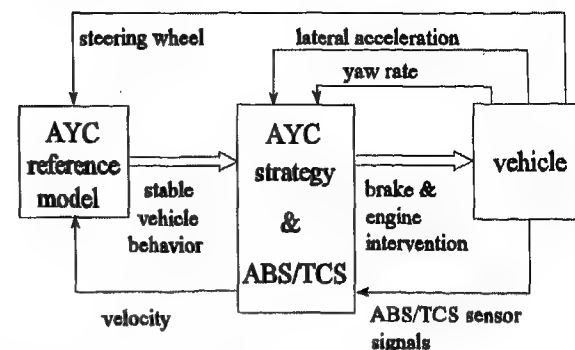 steering wheel
lateral acceleration
yaw rate
AYC
reference
model
stable
vehicle
behavior
AYC
strategy
&
ABS/TCS
brake &
engine
intervention
vehicle
velocity
ABS/TCS sensor
signals